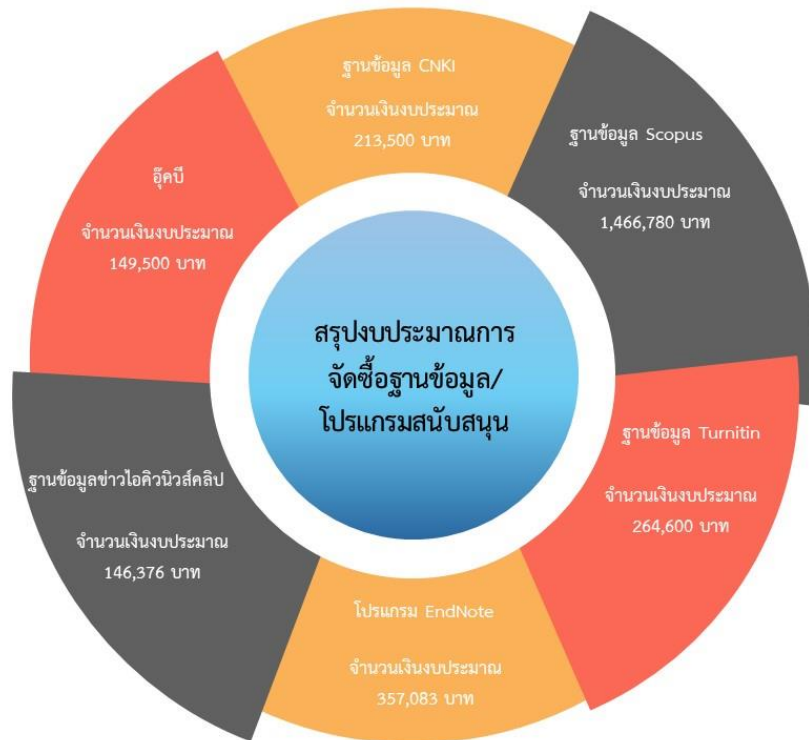 สรุปงบประมาณการ
จัดซื้อฐานข้อมูล/
โปรแกรมสนับสนุน
ฐานข้อมูล CNKI
จำนวนเงินงบประมาณ
213,500 บาท
ฐานข้อมูล Scopus
จำนวนเงินงบประมาณ
1,466,780 บาท
ฐานข้อมูล Turnitin
จำนวนเงินงบประมาณ
264,600 บาท
โปรแกรม EndNote
จำนวนเงินงบประมาณ
357,083 บาท
ฐานข้อมูลข่าวไอคิวนิวส์คลิป
จำนวนเงินงบประมาณ
146,376 บาท
อุ๊คบี
จำนวนเงินงบประมาณ
149,500 บาท